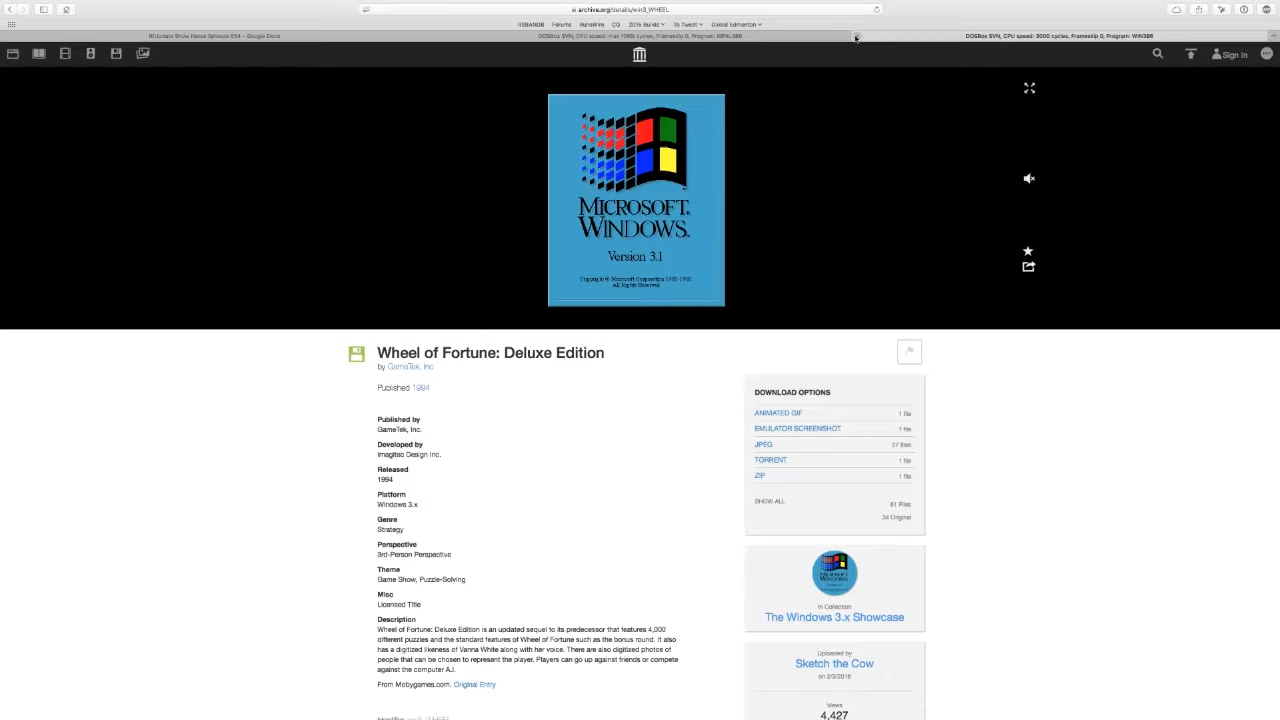 archive.org/details/win3_WHEEL
RSBANDB Forums RuneWire CQ 2015 Builds To Tweet Global Edmonton
RIUpdate Show Notes Episode 594 - Google Docs
DOSBox SVN, CPU speed: max 100% cycles, Frameskip 0, Program: KRNL386
DOSBox SVN, CPU speed: 3000 cycles, Frameskip 0, Program: WIN386
Sign In
MICROSOFT.
WINDOWS.
Version 3.1
Copyright © Microsoft Corporation 1985-1992
All Rights Reserved
Wheel of Fortune: Deluxe Edition
by GameTek, Inc
Published 1994
Published by
GameTek, Inc.
Developed by
Imagitec Design Inc.
Released
1994
Platform
Windows 3.x
Genre
Strategy
Perspective
3rd-Person Perspective
Theme
Game Show, Puzzle-Solving
Misc
Licensed Title
Description
Wheel of Fortune: Deluxe Edition is an updated sequel to its predecessor that features 4,000
different puzzles and the standard features of Wheel of Fortune such as the bonus round. It also
has a digitized likeness of Vanna White along with her voice. There are also digitized photos of
people that can be chosen to represent the player. Players can go up against friends or compete
against the computer A.I.
From Mobygames.com. Original Entry
DOWNLOAD OPTIONS
ANIMATED GIF 1 file
EMULATOR SCREENSHOT 1 file
JPEG 27 files
TORRENT 1 file
ZIP 1 file
SHOW ALL 61 Files
34 Original
In Collection
The Windows 3.x Showcase
Uploaded by
Sketch the Cow
on 2/3/2016
Views
4,427